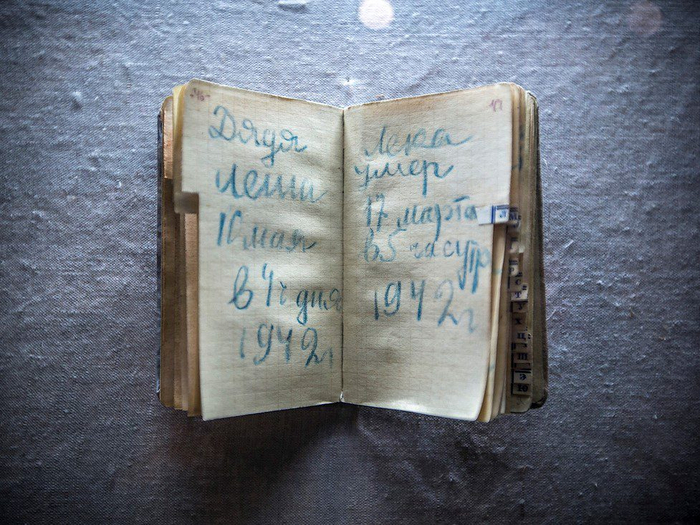 Дядя
Леша
10 мая
в 4ч дня
1942г
Лека
умер
17 марта
в 5 час утр
1942г
Л